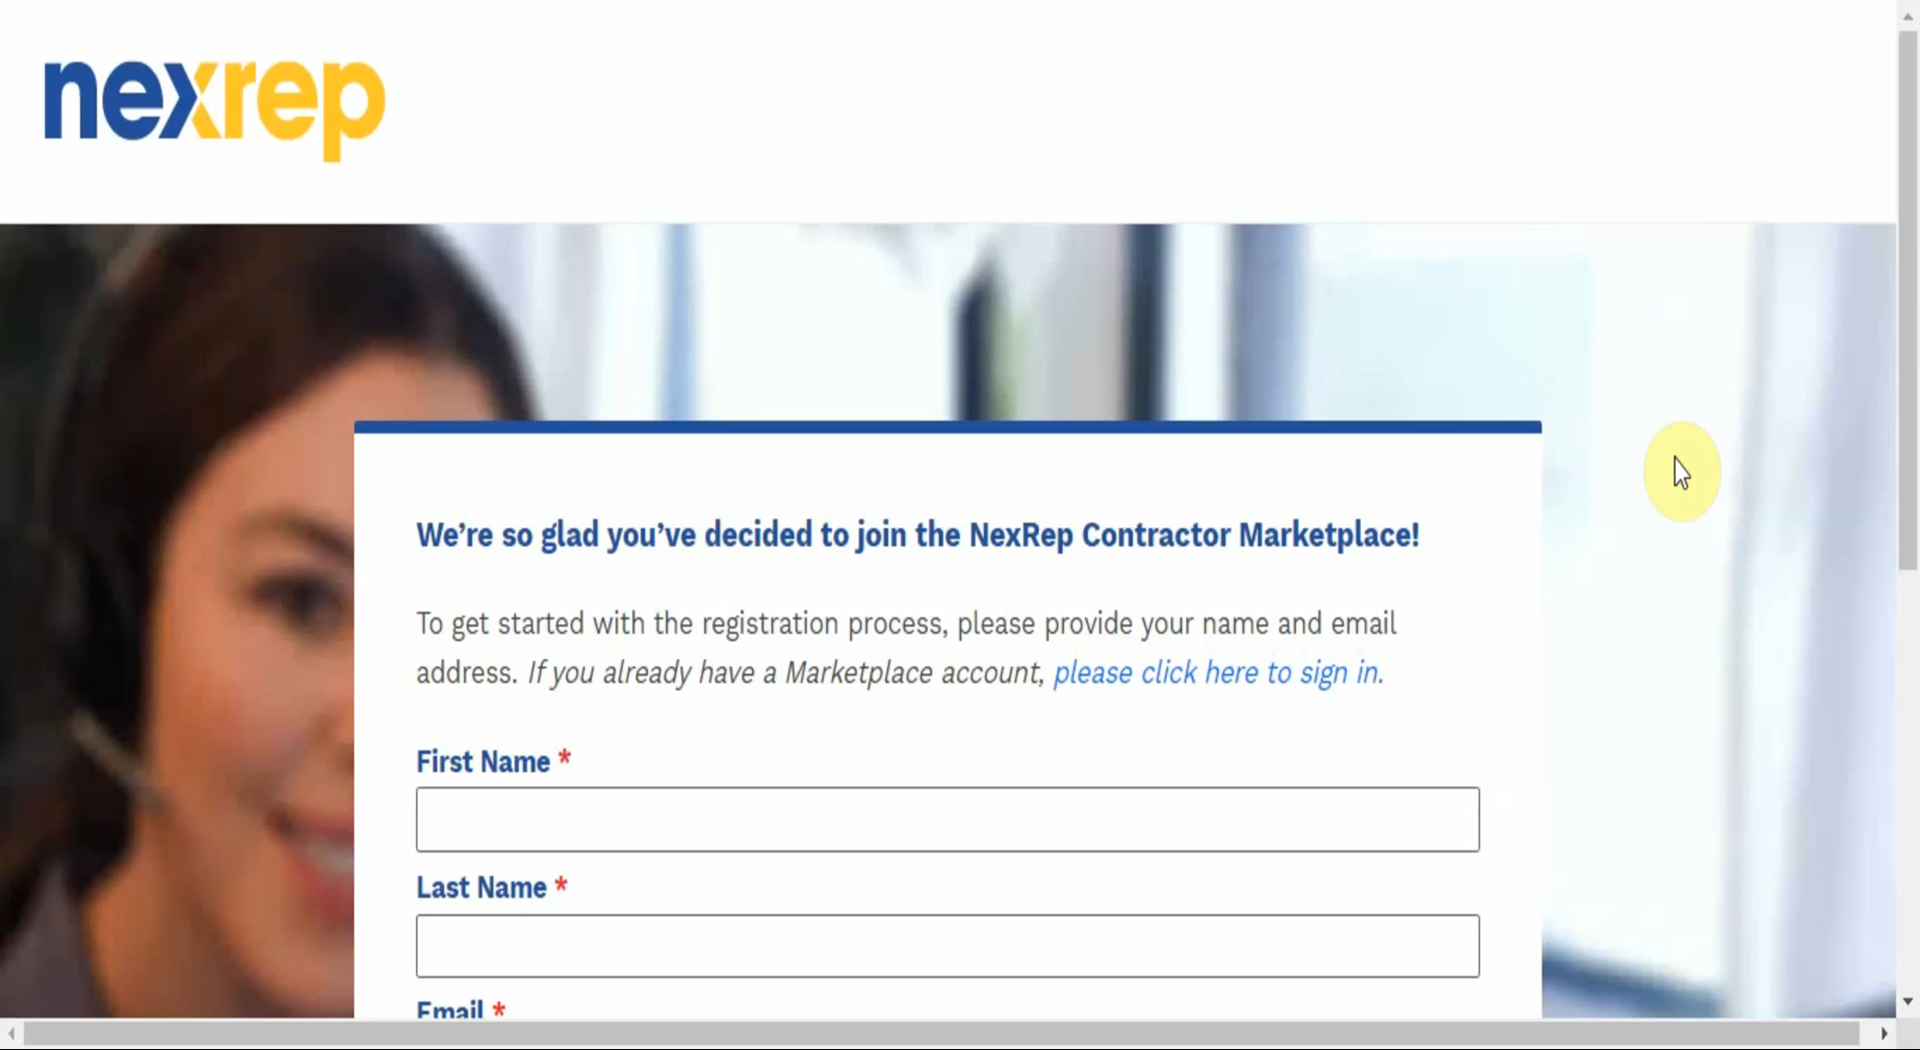 nexrep
We're so glad you've decided to join the NexRep Contractor Marketplace!
To get started with the registration process, please provide your name and email
address. If you already have a Marketplace account, please click here to sign in.
First Name *
Last Name *
Email *